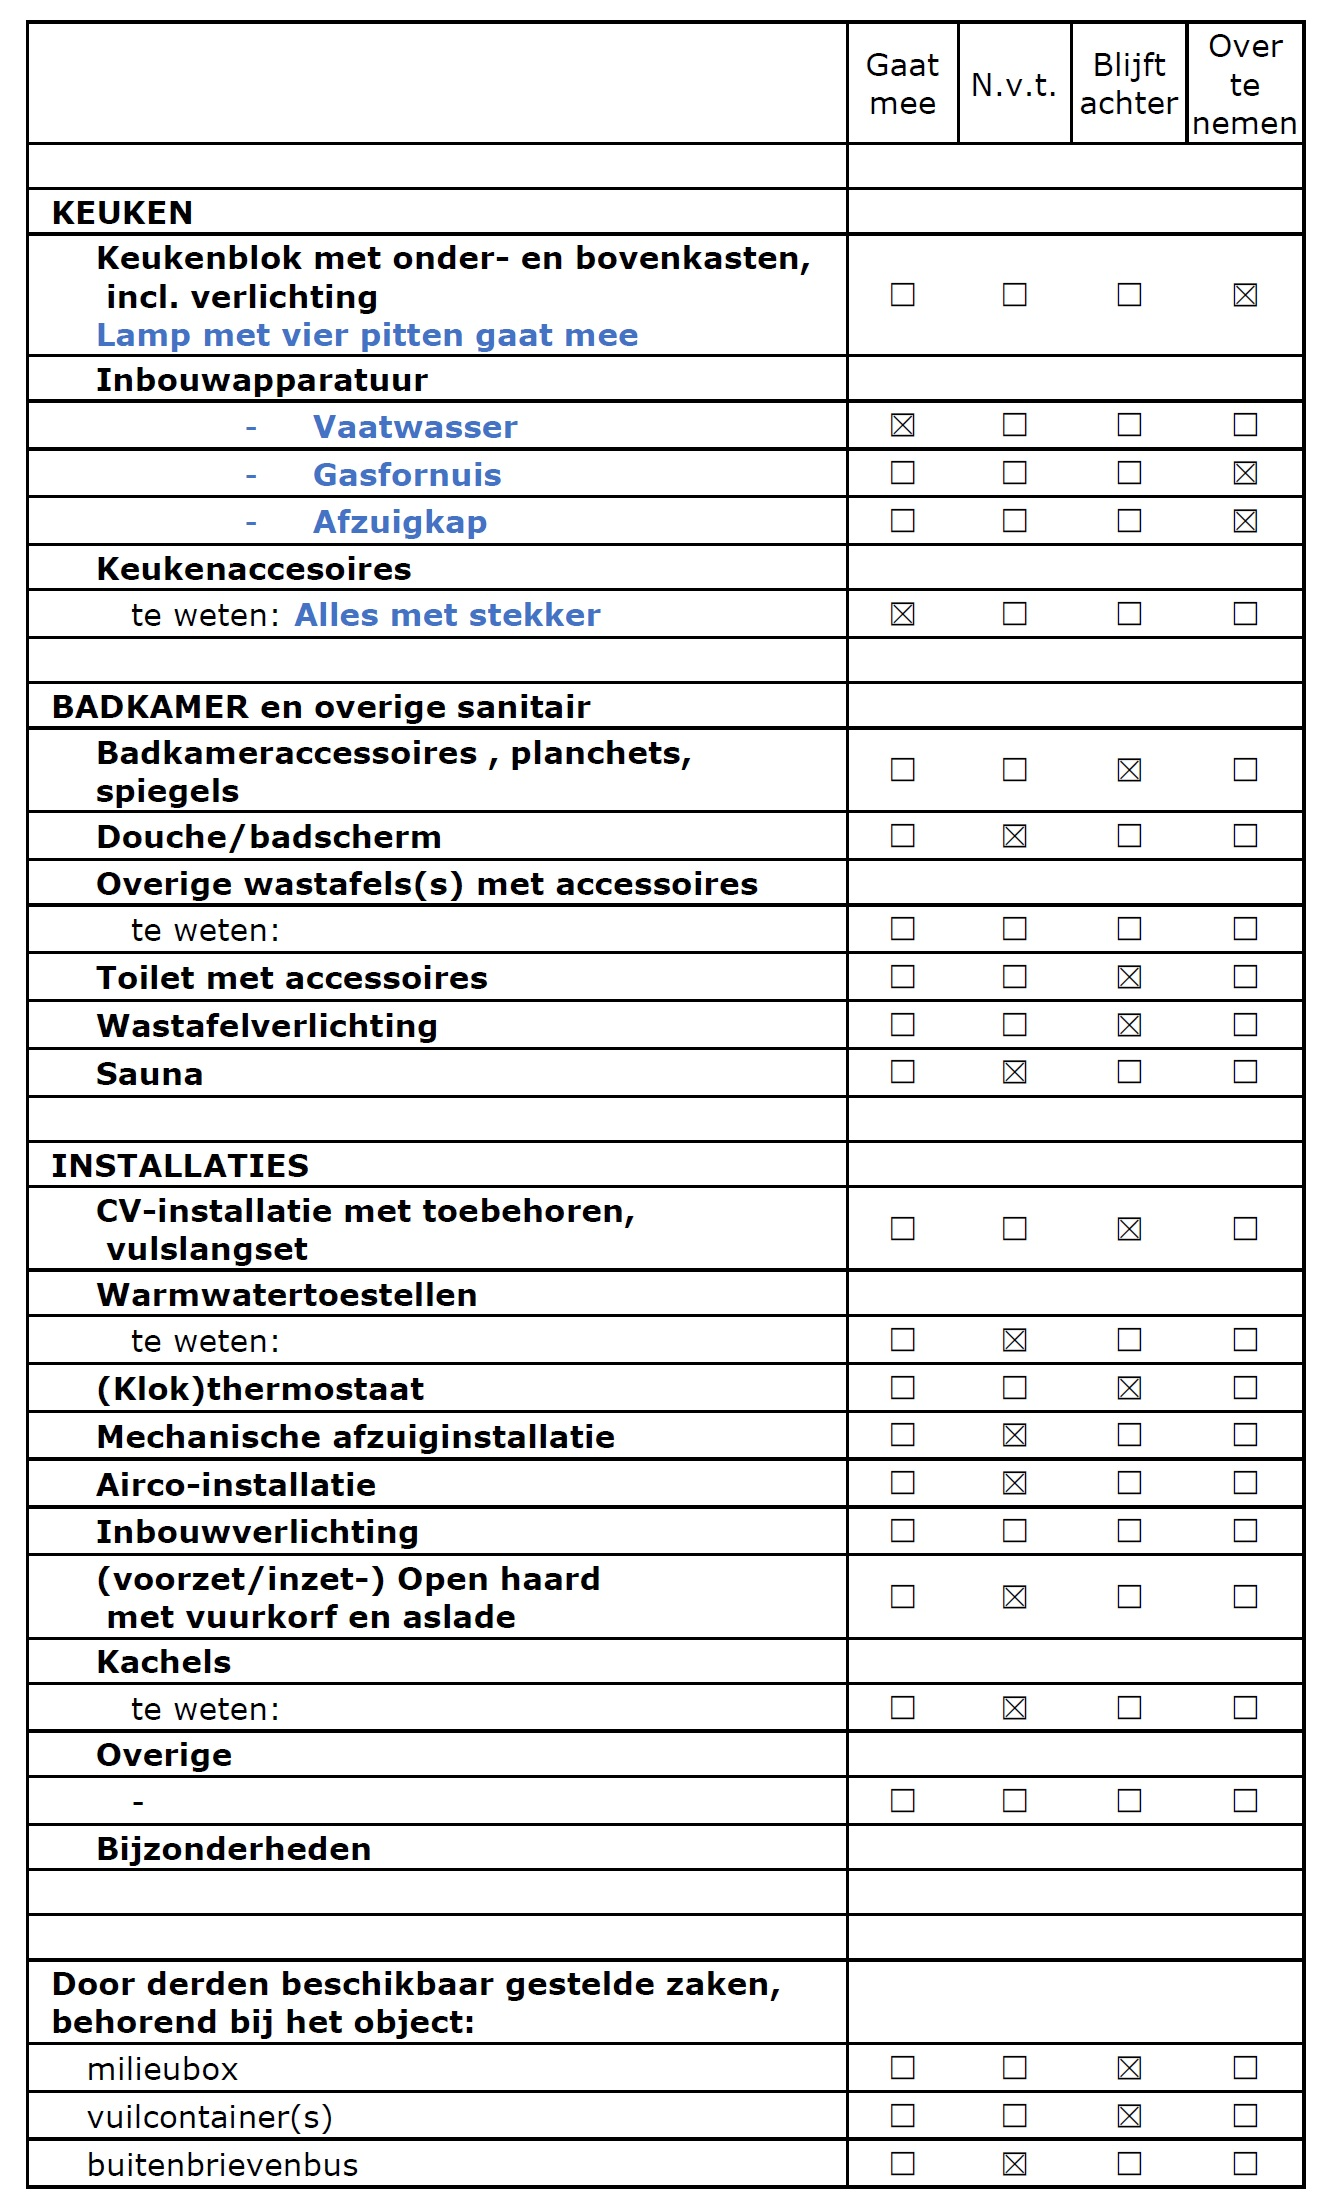 Gaat
mee
N.v.t.
Blijft
achter
Over
te
nemen
KEUKEN
Keukenblok met onder- en bovenkasten,
incl. verlichting
Lamp met vier pitten gaat mee
☐ ☐ ☐ ☒
Inbouwapparatuur
- Vaatwasser ☒ ☐ ☐ ☐
- Gasfornuis ☐ ☐ ☐ ☒
- Afzuigkap ☐ ☐ ☐ ☒
Keukenaccesoires
te weten: Alles met stekker ☒ ☐ ☐ ☐
BADKAMER en overige sanitair
Badkameraccessoires , planchets,
spiegels
☐ ☐ ☒ ☐
Douche/badscherm ☐ ☒ ☐ ☐
Overige wastafels(s) met accessoires
te weten: ☐ ☐ ☐ ☐
Toilet met accessoires ☐ ☐ ☒ ☐
Wastafelverlichting ☐ ☐ ☒ ☐
Sauna ☐ ☒ ☐ ☐
INSTALLATIES
CV-installatie met toebehoren,
vulslangset
☐ ☐ ☒ ☐
Warmwatertoestellen
te weten: ☐ ☒ ☐ ☐
(Klok)thermostaat ☐ ☐ ☒ ☐
Mechanische afzuiginstallatie ☐ ☒ ☐ ☐
Airco-installatie ☐ ☒ ☐ ☐
Inbouwverlichting ☐ ☐ ☐ ☐
(voorzet/inzet-) Open haard
met vuurkorf en aslade
☐ ☒ ☐ ☐
Kachels
te weten: ☐ ☒ ☐ ☐
Overige
- ☐ ☐ ☐ ☐
Bijzonderheden
Door derden beschikbaar gestelde zaken,
behorend bij het object:
milieubox ☐ ☐ ☒ ☐
vuilcontainer(s) ☐ ☐ ☒ ☐
buitenbrievenbus ☐ ☒ ☐ ☐